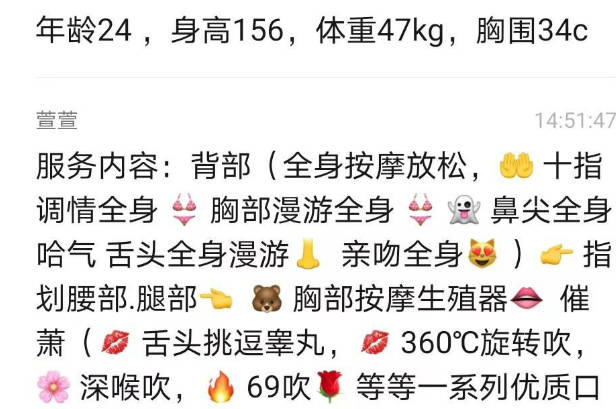 年龄24 ，身高156，体重47kg，胸围34c
萱萱
14:51:47
服务内容：背部（全身按摩放松，🤲十指
调情全身👙胸部漫游全身👙👻鼻尖全身
哈气 舌头全身漫游👃 亲吻全身😻 ）👉指
划腰部.腿部👈 🐻胸部按摩生殖器👄 催
萧（💋 舌头挑逗睾丸，💋 360℃旋转吹，
🌸 深喉吹，🔥 69吹🌹 等等一系列优质口